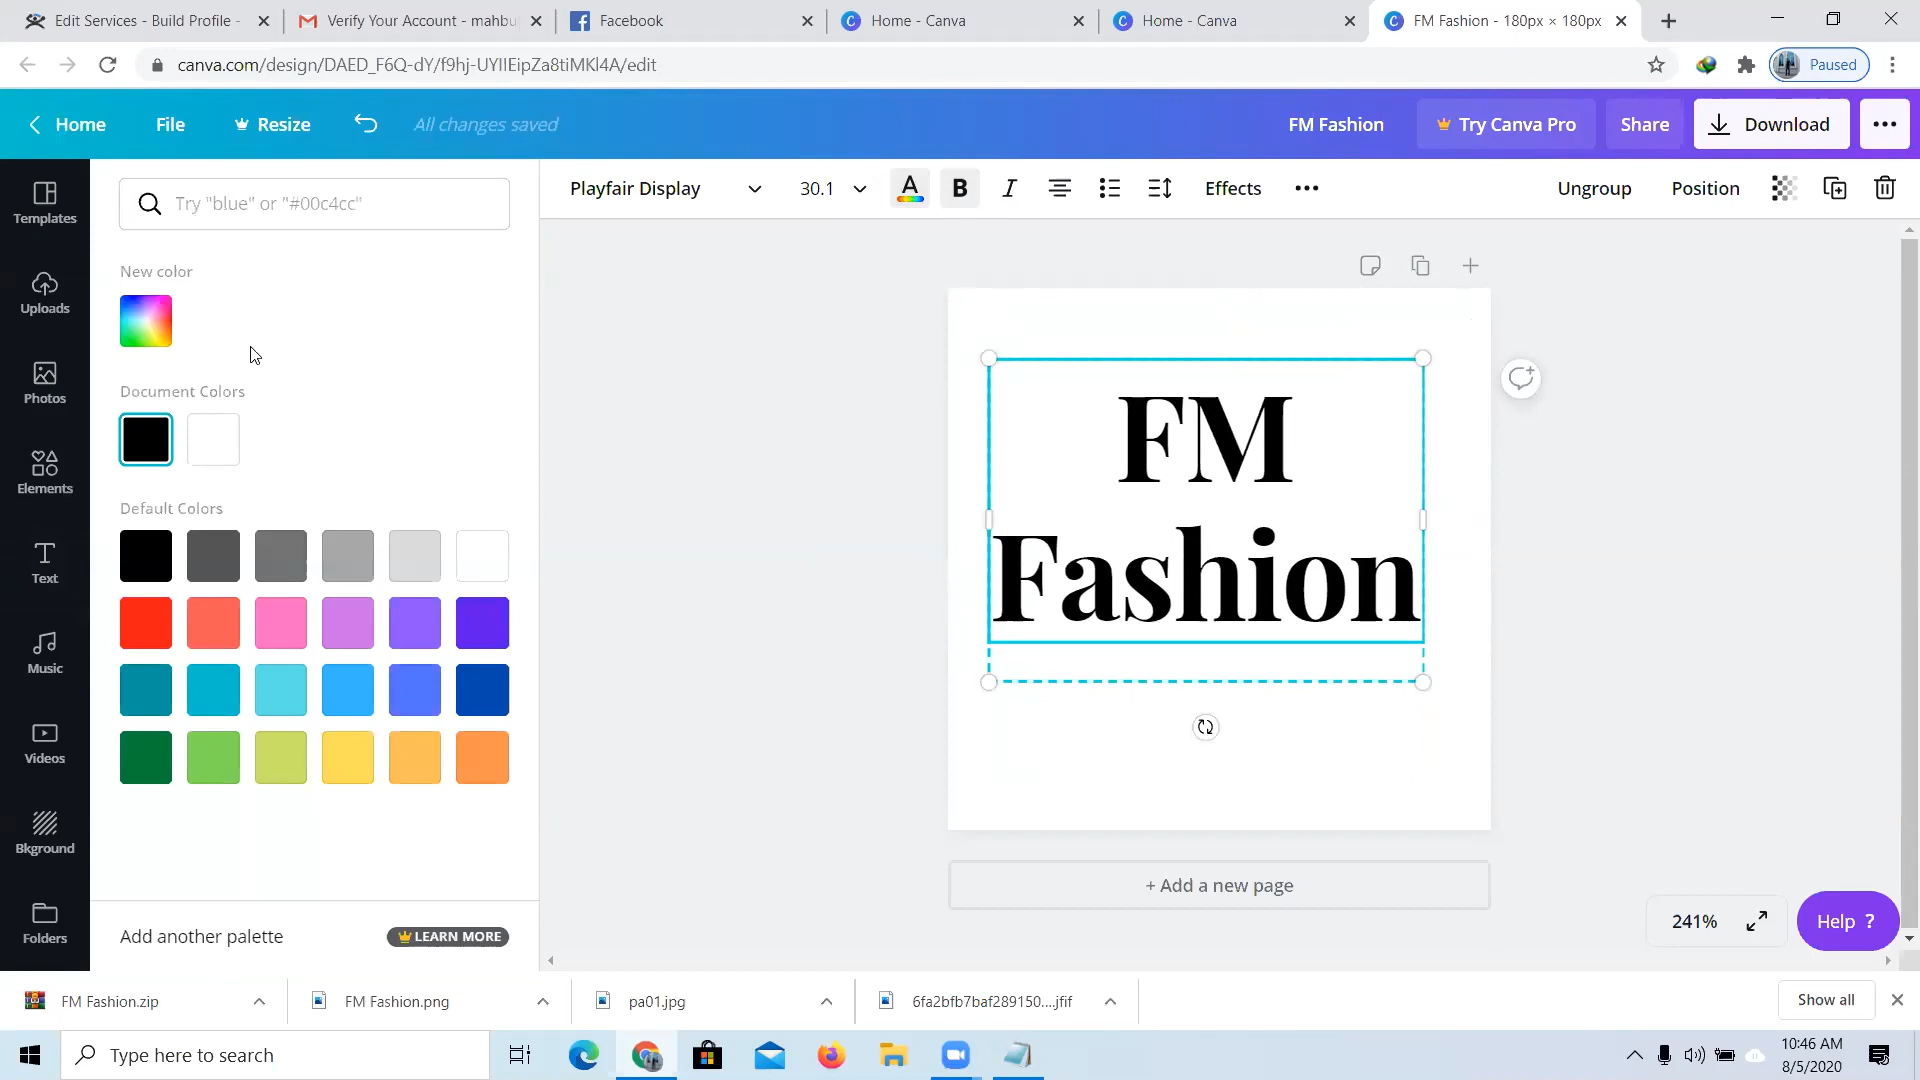 Edit Services - Build Profile -
Verify Your Account - mahbu
Facebook
Home - Canva
Home - Canva
FM Fashion - 180px × 180px
canva.com/design/DAED_F6Q-dY/f9hj-UYIIEipZa8tiMKl4A/edit
Paused
Home
File
Resize
All changes saved
FM Fashion
Try Canva Pro
Share
Download
Templates
Uploads
Photos
Elements
Text
Music
Videos
Bkground
Folders
Try "blue" or "#00c4cc"
New color
Document Colors
Default Colors
Add another palette
LEARN MORE
Playfair Display
30.1
A
B
I
Effects
Ungroup
Position
FM
Fashion
+ Add a new page
241%
Help ?
FM Fashion.zip
FM Fashion.png
pa01.jpg
6fa2bfb7baf289150....jfif
Show all
Type here to search
10:46 AM
8/5/2020